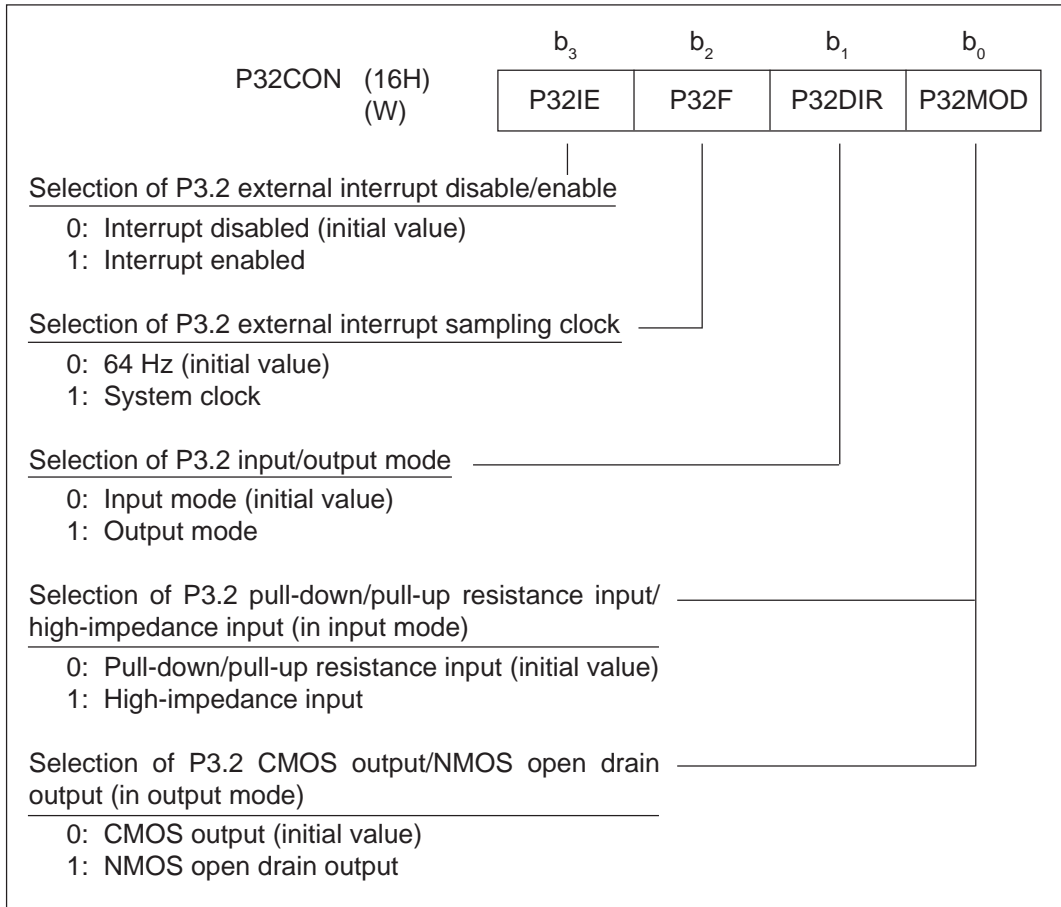 b3 b2 b1 b0
P32CON (16H)
(W)
P32IE P32F P32DIR P32MOD
Selection of P3.2 external interrupt disable/enable
0: Interrupt disabled (initial value)
1: Interrupt enabled
Selection of P3.2 external interrupt sampling clock
0: 64 Hz (initial value)
1: System clock
Selection of P3.2 input/output mode
0: Input mode (initial value)
1: Output mode
Selection of P3.2 pull-down/pull-up resistance input/
high-impedance input (in input mode)
0: Pull-down/pull-up resistance input (initial value)
1: High-impedance input
Selection of P3.2 CMOS output/NMOS open drain
output (in output mode)
0: CMOS output (initial value)
1: NMOS open drain output